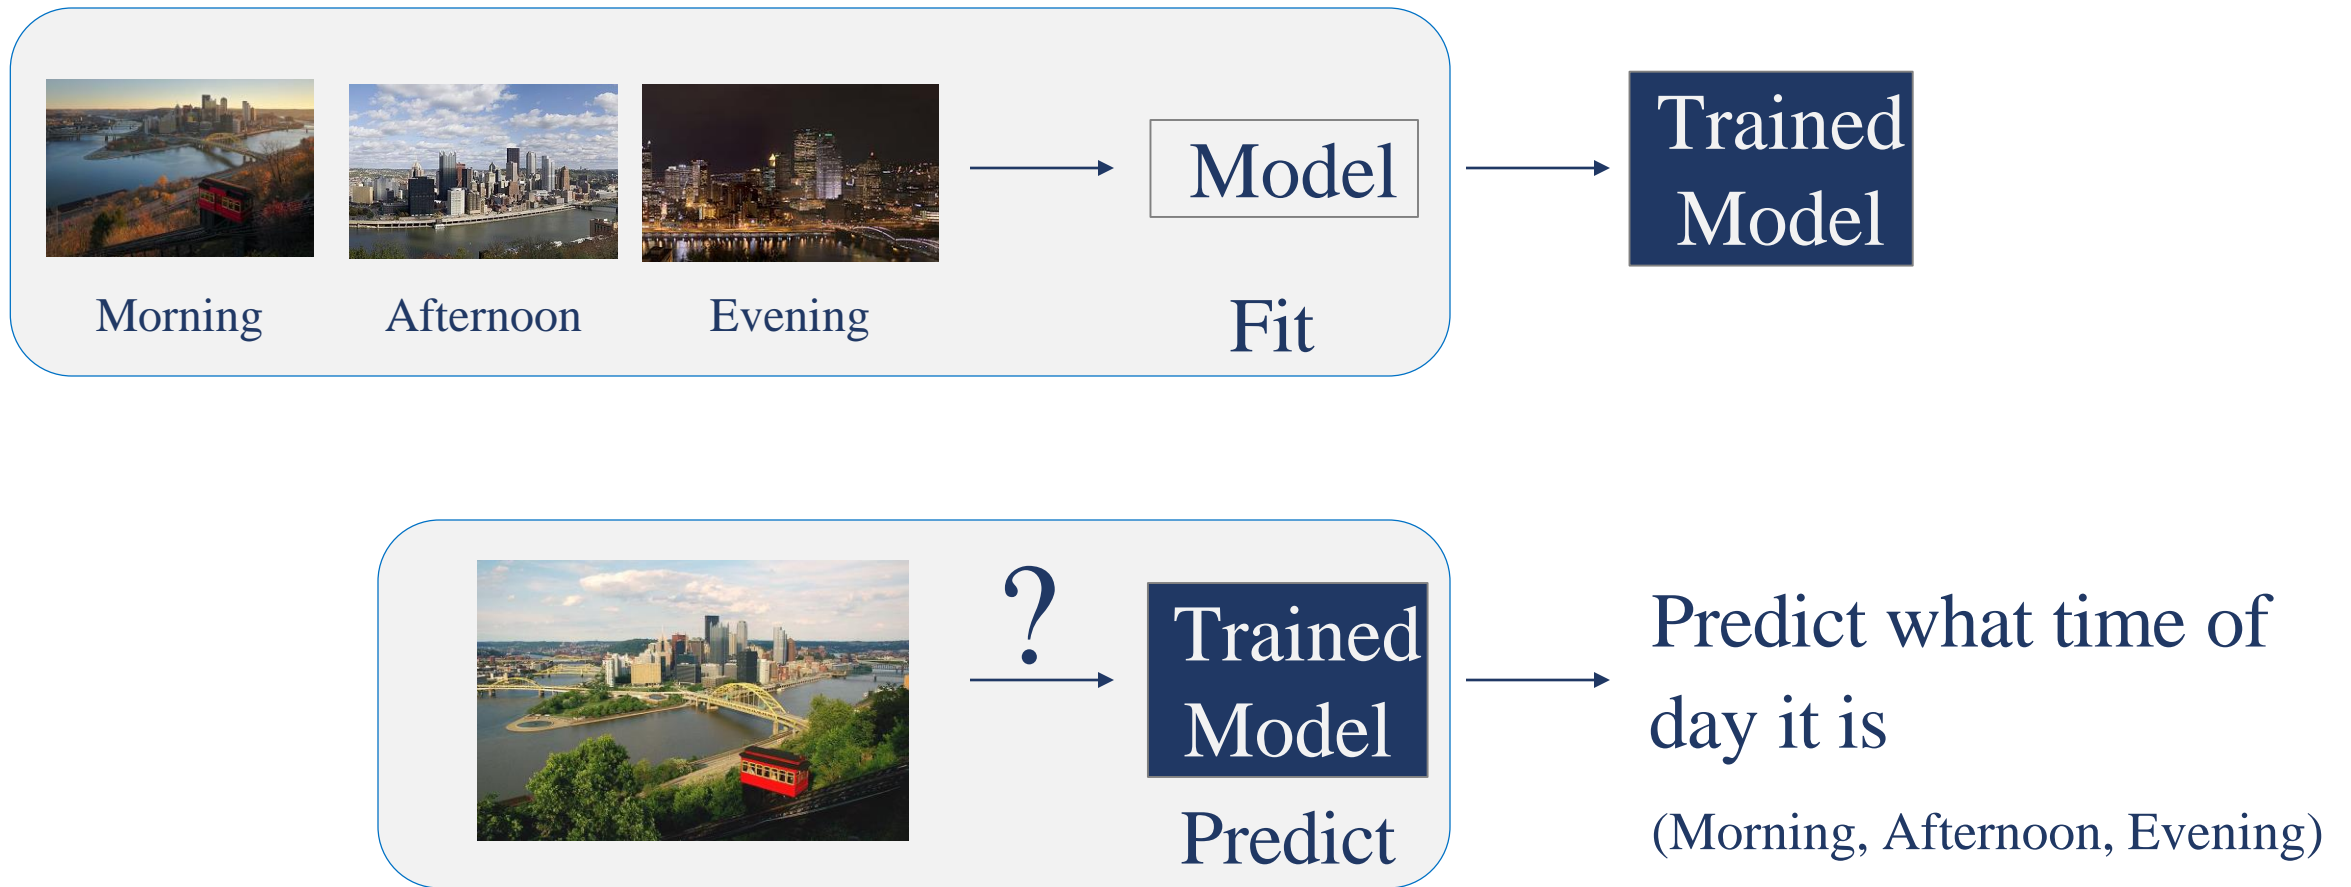 Morning
Afternoon
Evening
Model
Fit
Trained
Model
?
Trained
Model
Predict
Predict what time of
day it is
(Morning, Afternoon, Evening)